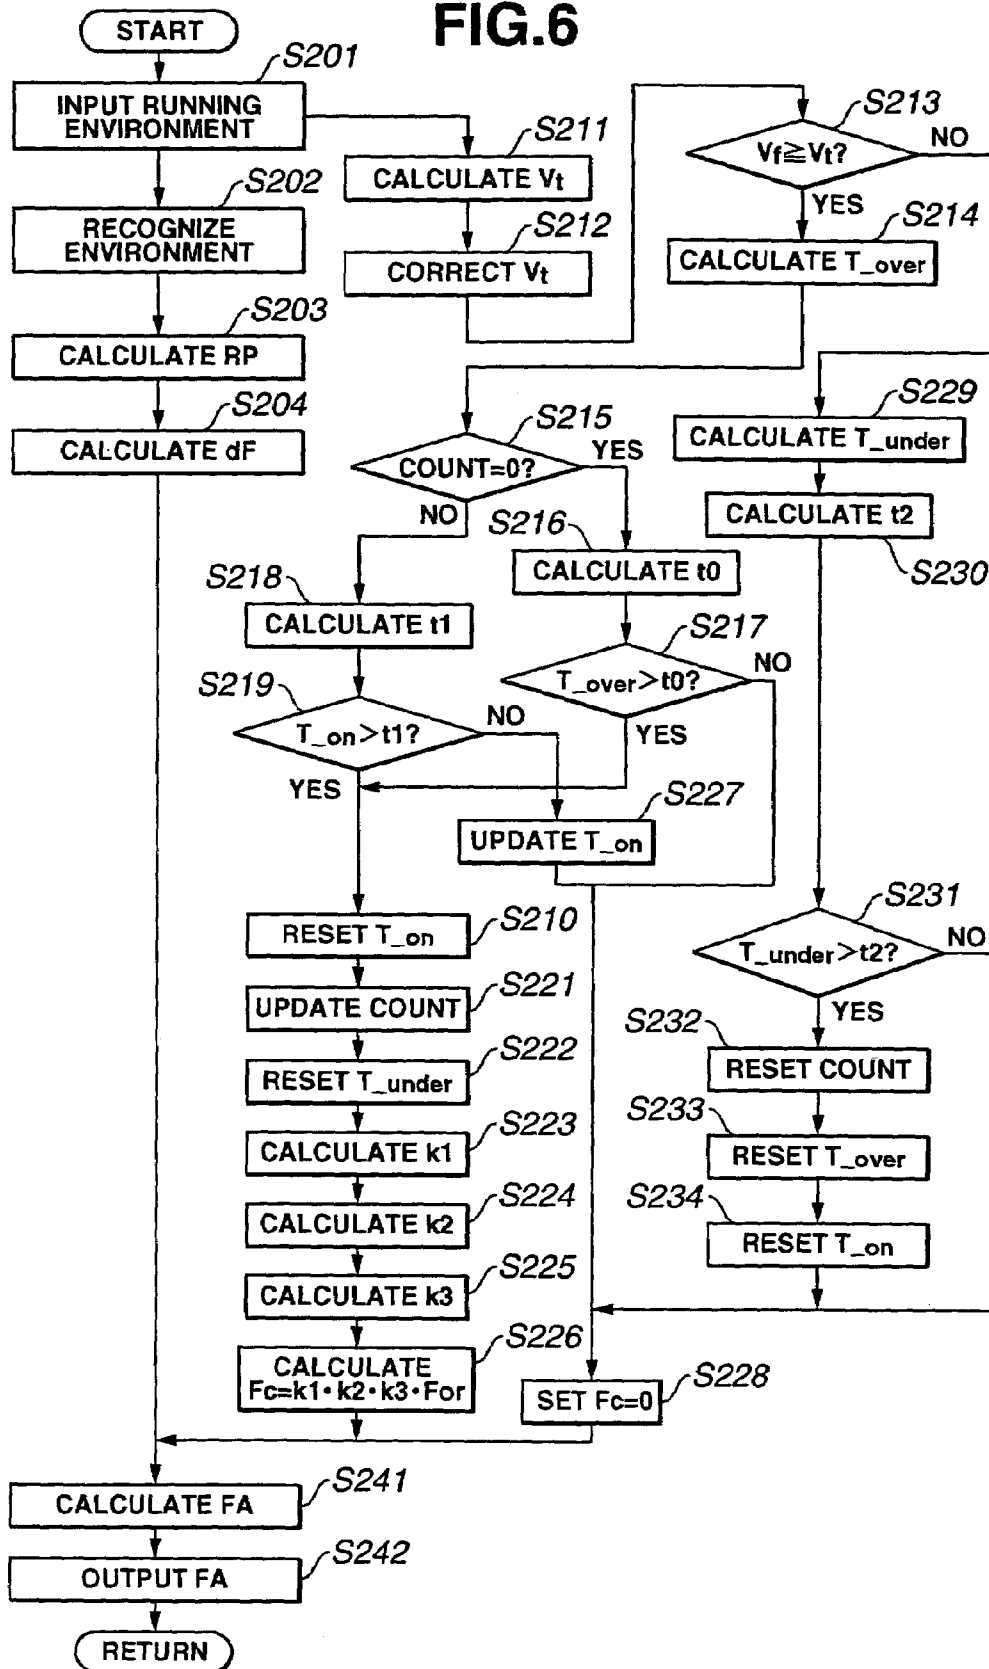 FIG.6
START
S201
INPUT RUNNING
ENVIRONMENT
S202
RECOGNIZE
ENVIRONMENT
S203
CALCULATE RP
S204
CALCULATE dF
S211
CALCULATE Vt
S212
CORRECT Vt
S213
Vf≧Vt?
NO
YES
S214
CALCULATE T_over
S215
COUNT=0?
YES
NO
S216
CALCULATE t0
S217
T_over>t0?
NO
YES
S218
CALCULATE t1
S219
T_on>t1?
NO
YES
S227
UPDATE T_on
S210
RESET T_on
S221
UPDATE COUNT
S222
RESET T_under
S223
CALCULATE k1
S224
CALCULATE k2
S225
CALCULATE k3
S226
CALCULATE
Fc=k1·k2·k3·For
S228
SET Fc=0
S229
CALCULATE T_under
CALCULATE t2
S230
S231
T_under>t2?
NO
YES
S232
RESET COUNT
S233
RESET T_over
S234
RESET T_on
S241
CALCULATE FA
S242
OUTPUT FA
RETURN